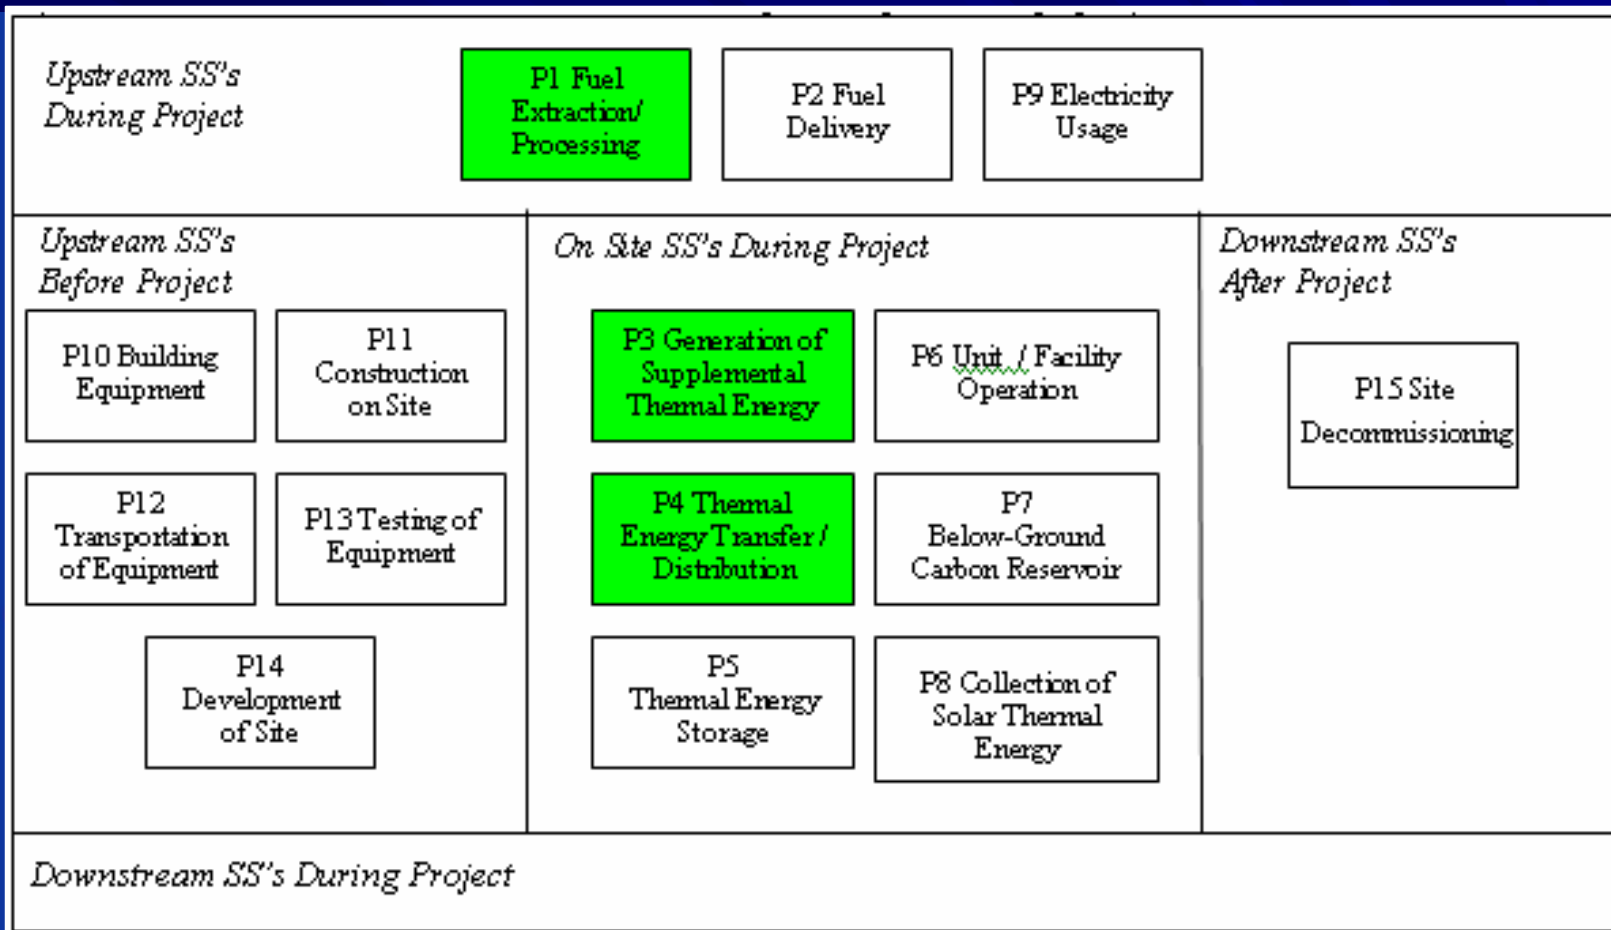 Upstream SS's
During Project
P1 Fuel
Extraction/
Processing
P2 Fuel
Delivery
P9 Electricity
Usage
Upstream SS's
Before Project
P10 Building
Equipment
P11
Construction
on Site
P12
Transportation
of Equipment
P13 Testing of
Equipment
P14
Development
of Site
On Site SS's During Project
P3 Generation of
Supplemental
Thermal Energy
P6 Unit / Facility
Operation
P4 Thermal
Energy Transfer /
Distribution
P7
Below-Ground
Carbon Reservoir
P5
Thermal Energy
Storage
P8 Collection of
Solar Thermal
Energy
Downstream SS's
After Project
P15 Site
Decommissioning
Downstream SS's During Project